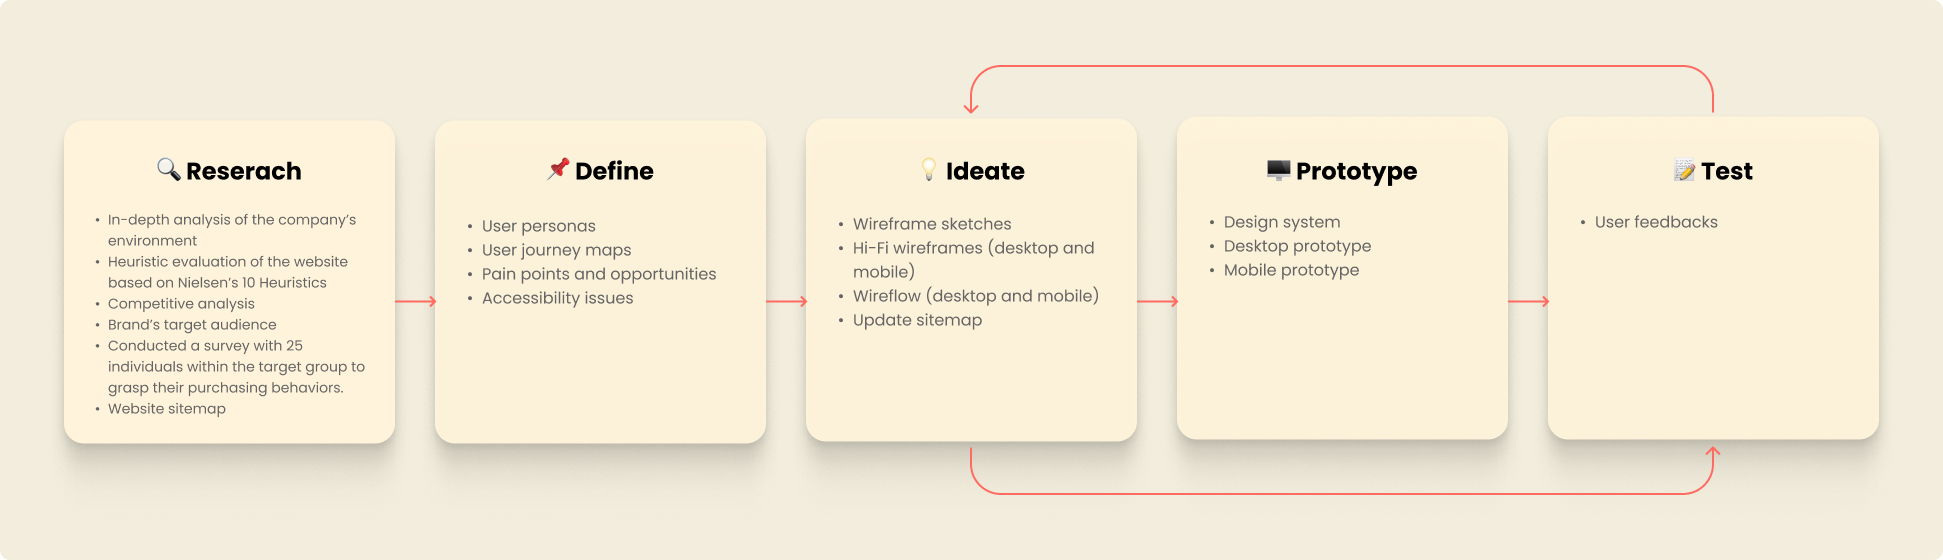 Reserach
• In-depth analysis of the company’s
environment
• Heuristic evaluation of the website
based on Nielsen’s 10 Heuristics
• Competitive analysis
• Brand’s target audience
• Conducted a survey with 25
individuals within the target group to
grasp their purchasing behaviors.
• Website sitemap
Define
• User personas
• User journey maps
• Pain points and opportunities
• Accessibility issues
Ideate
• Wireframe sketches
• Hi-Fi wireframes (desktop and
mobile)
• Wireflow (desktop and mobile)
• Update sitemap
Prototype
• Design system
• Desktop prototype
• Mobile prototype
Test
• User feedbacks